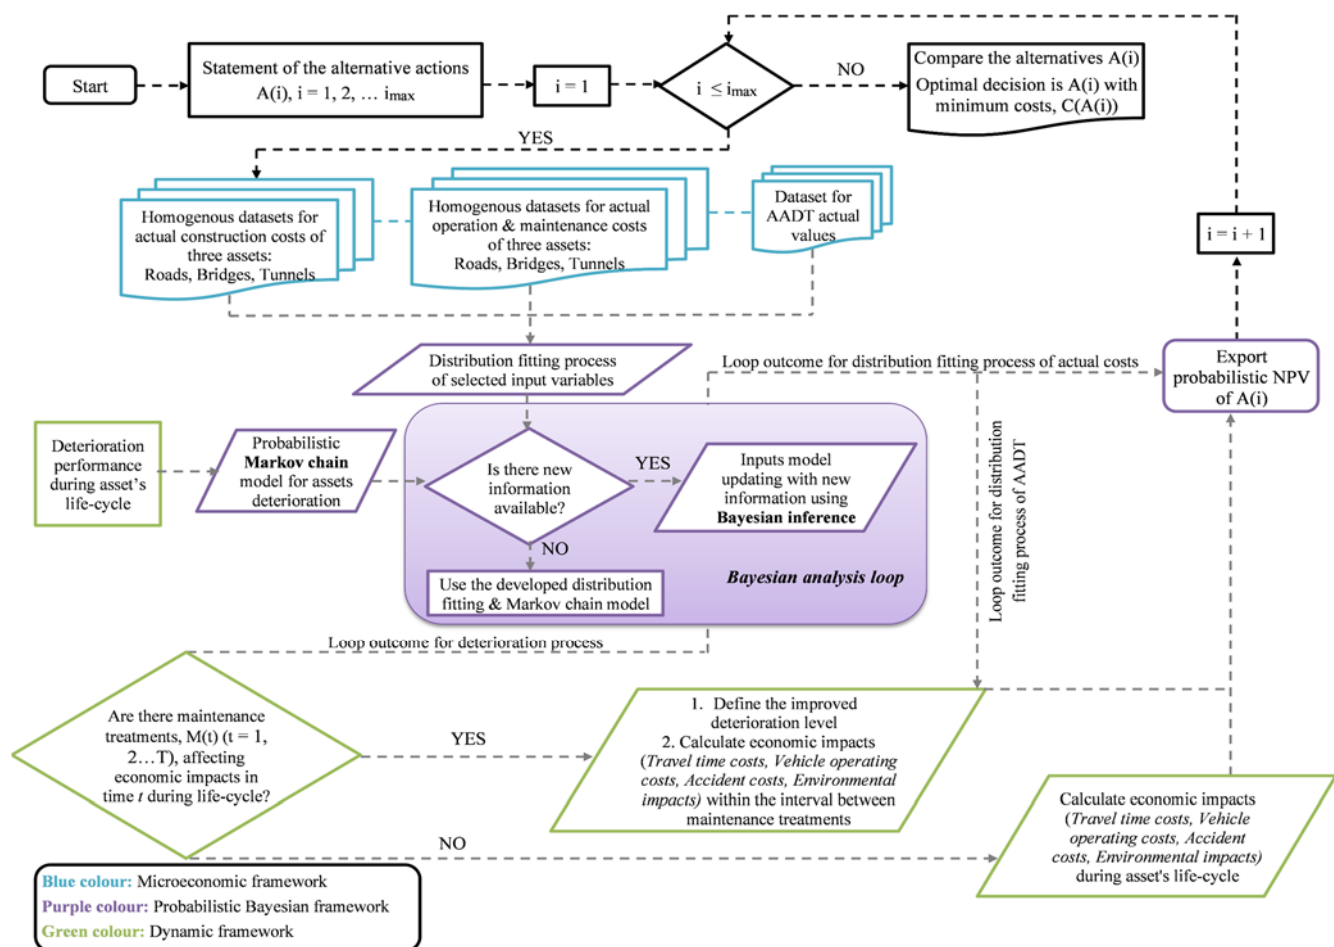 Start
Statement of the alternative actions
A(i), i = 1, 2, … imax
i = 1
i ≤ imax
NO
Compare the alternatives A(i)
Optimal decision is A(i) with
minimum costs, C(A(i))
YES
Homogenous datasets for
actual construction costs of
three assets:
Roads, Bridges, Tunnels
Homogenous datasets for actual
operation & maintenance costs
of three assets:
Roads, Bridges, Tunnels
Dataset for
AADT actual
values
i = i + 1
Distribution fitting process
of selected input variables
Loop outcome for distribution fitting process of actual costs
Export
probabilistic NPV
of A(i)
Deterioration
performance
during asset's
life-cycle
Probabilistic
Markov chain
model for assets
deterioration
Is there new
information
available?
YES
Inputs model
updating with new
information using
Bayesian inference
NO
Use the developed distribution
fitting & Markov chain model
Bayesian analysis loop
Loop outcome for distribution
fitting process of AADT
Loop outcome for deterioration process
Are there maintenance
treatments, M(t) (t = 1,
2…T), affecting
economic impacts in
time t during life-cycle?
YES
1. Define the improved
deterioration level
2. Calculate economic impacts
(Travel time costs, Vehicle operating
costs, Accident costs, Environmental
impacts) within the interval between
maintenance treatments
NO
Calculate economic impacts
(Travel time costs, Vehicle
operating costs, Accident
costs, Environmental impacts)
during asset's life-cycle
Blue colour: Microeconomic framework
Purple colour: Probabilistic Bayesian framework
Green colour: Dynamic framework